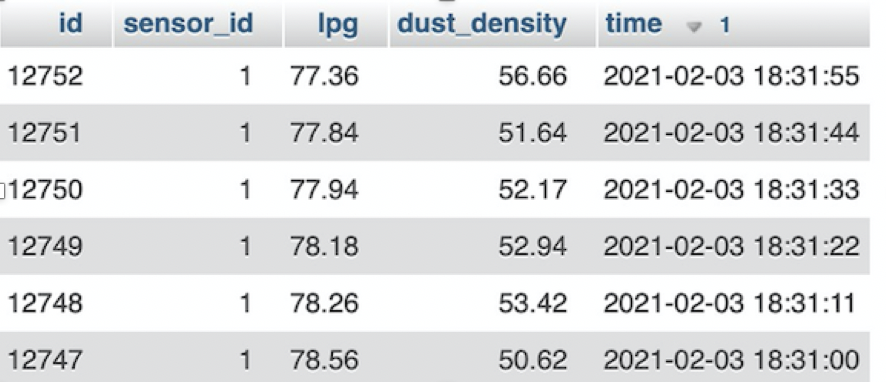 id sensor_id lpg dust_density time 1
12752 1 77.36 56.66 2021-02-03 18:31:55
12751 1 77.84 51.64 2021-02-03 18:31:44
12750 1 77.94 52.17 2021-02-03 18:31:33
12749 1 78.18 52.94 2021-02-03 18:31:22
12748 1 78.26 53.42 2021-02-03 18:31:11
12747 1 78.56 50.62 2021-02-03 18:31:00